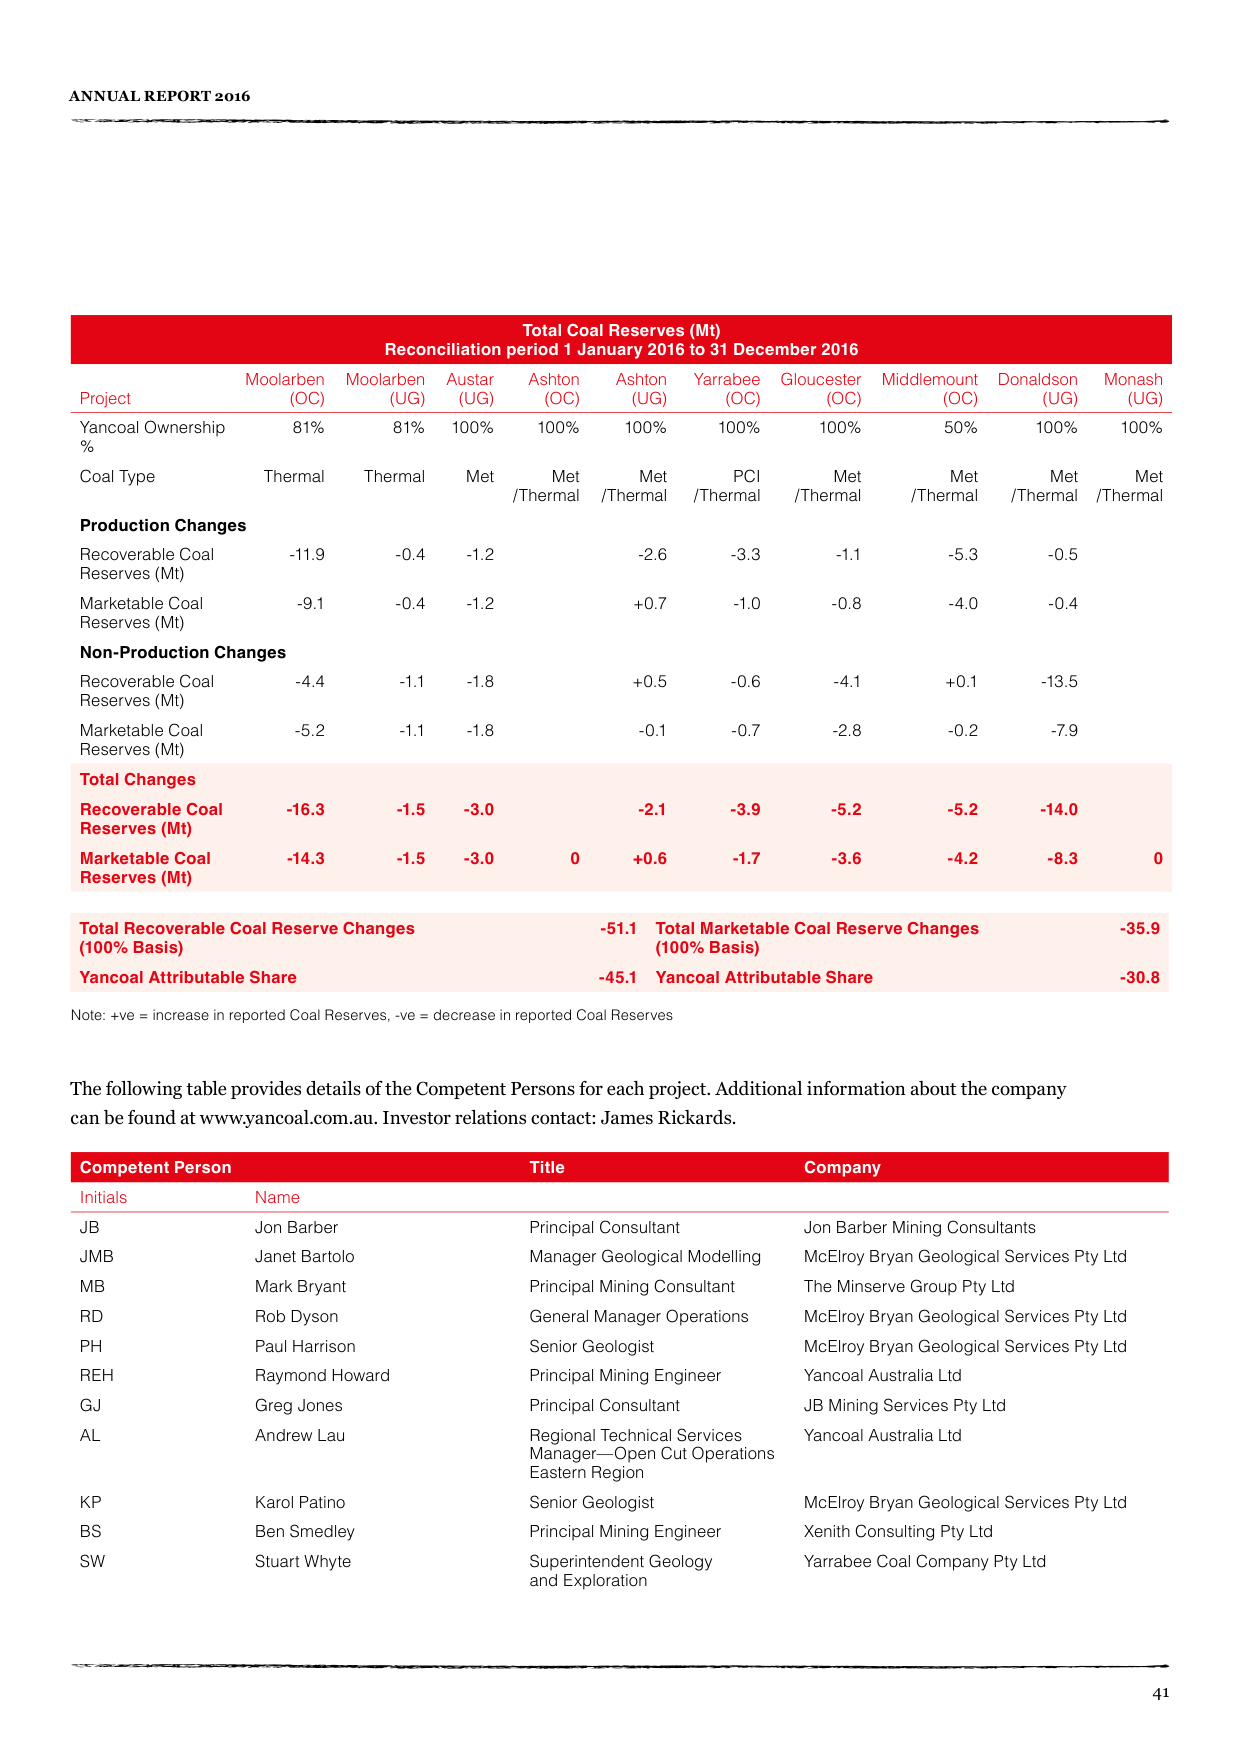 ANNUAL REPORT 2016
Total Coal Reserves (Mt)
Reconciliation period 1 January 2016 to 31 December 2016
Project Moolarben (OC) Moolarben (UG) Austar (UG) Ashton (OC) Ashton (UG) Yarrabee (OC) Gloucester (OC) Middlemount (OC) Donaldson (UG) Monash (UG)
Yancoal Ownership % 81% 81% 100% 100% 100% 100% 100% 50% 100% 100%
Coal Type Thermal Thermal Met Met /Thermal Met /Thermal PCI /Thermal Met /Thermal Met /Thermal Met /Thermal Met /Thermal
Production Changes
Recoverable Coal Reserves (Mt) -11.9 -0.4 -1.2 -2.6 -3.3 -1.1 -5.3 -0.5
Marketable Coal Reserves (Mt) -9.1 -0.4 -1.2 +0.7 -1.0 -0.8 -4.0 -0.4
Non-Production Changes
Recoverable Coal Reserves (Mt) -4.4 -1.1 -1.8 +0.5 -0.6 -4.1 +0.1 -13.5
Marketable Coal Reserves (Mt) -5.2 -1.1 -1.8 -0.1 -0.7 -2.8 -0.2 -7.9
Total Changes
Recoverable Coal Reserves (Mt) -16.3 -1.5 -3.0 -2.1 -3.9 -5.2 -5.2 -14.0
Marketable Coal Reserves (Mt) -14.3 -1.5 -3.0 0 +0.6 -1.7 -3.6 -4.2 -8.3 0
Total Recoverable Coal Reserve Changes (100% Basis) -51.1 Total Marketable Coal Reserve Changes (100% Basis) -35.9
Yancoal Attributable Share -45.1 Yancoal Attributable Share -30.8
Note: +ve = increase in reported Coal Reserves, -ve = decrease in reported Coal Reserves
The following table provides details of the Competent Persons for each project. Additional information about the company
can be found at www.yancoal.com.au. Investor relations contact: James Rickards.
Competent Person Title Company
Initials Name
JB Jon Barber Principal Consultant Jon Barber Mining Consultants
JMB Janet Bartolo Manager Geological Modelling McElroy Bryan Geological Services Pty Ltd
MB Mark Bryant Principal Mining Consultant The Minserve Group Pty Ltd
RD Rob Dyson General Manager Operations McElroy Bryan Geological Services Pty Ltd
PH Paul Harrison Senior Geologist McElroy Bryan Geological Services Pty Ltd
REH Raymond Howard Principal Mining Engineer Yancoal Australia Ltd
GJ Greg Jones Principal Consultant JB Mining Services Pty Ltd
AL Andrew Lau Regional Technical Services Manager—Open Cut Operations Eastern Region Yancoal Australia Ltd
KP Karol Patino Senior Geologist McElroy Bryan Geological Services Pty Ltd
BS Ben Smedley Principal Mining Engineer Xenith Consulting Pty Ltd
SW Stuart Whyte Superintendent Geology and Exploration Yarrabee Coal Company Pty Ltd
41